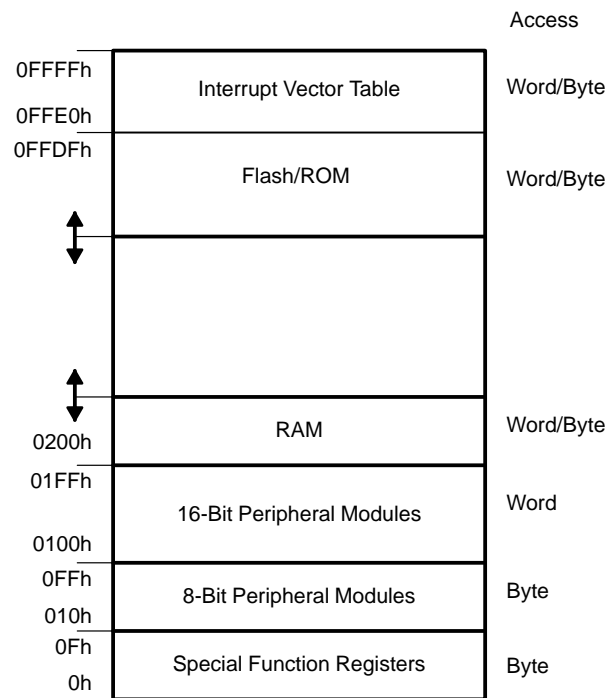 Access
0FFFFh
Interrupt Vector Table
Word/Byte
0FFE0h
0FFDFh
Flash/ROM
Word/Byte
RAM
Word/Byte
0200h
01FFh
16-Bit Peripheral Modules
Word
0100h
0FFh
8-Bit Peripheral Modules
Byte
010h
0Fh
Special Function Registers
Byte
0h